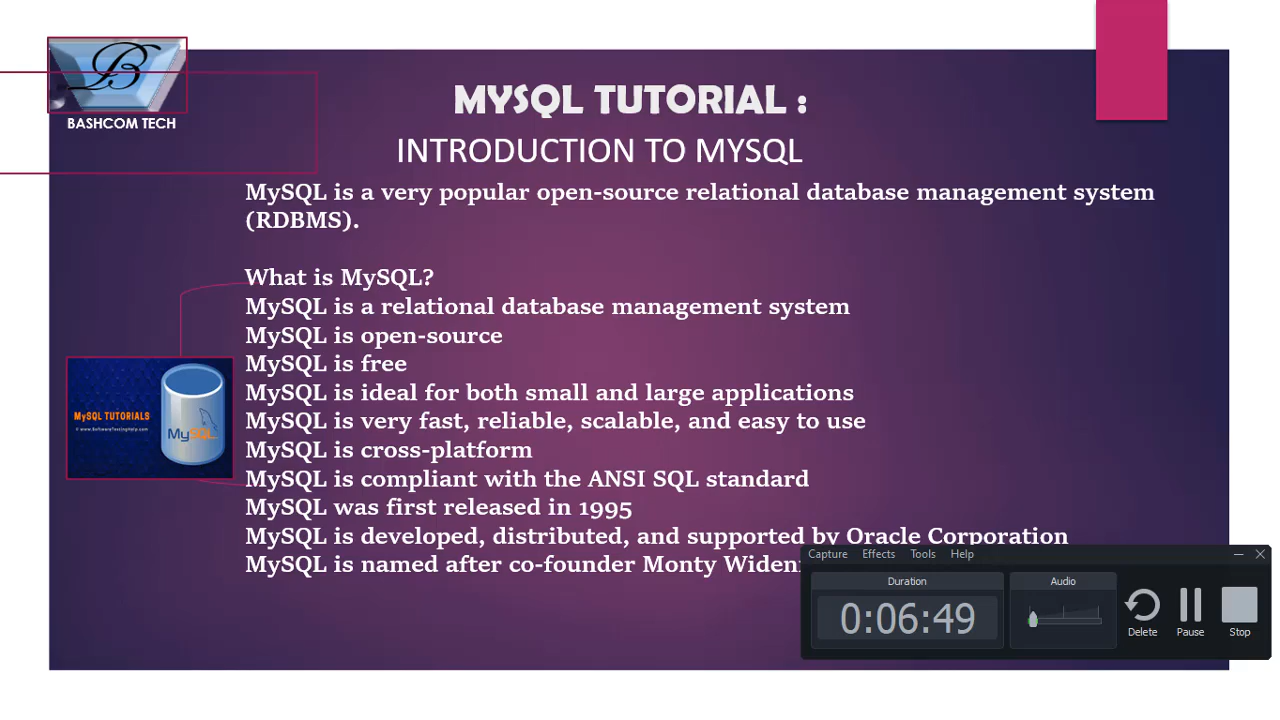 B
BASHCOM TECH
MYSQL TUTORIAL :
INTRODUCTION TO MYSQL
MySQL is a very popular open-source relational database management system
(RDBMS).
What is MySQL?
MySQL is a relational database management system
MySQL is open-source
MySQL is free
MySQL is ideal for both small and large applications
MySQL is very fast, reliable, scalable, and easy to use
MySQL is cross-platform
MySQL is compliant with the ANSI SQL standard
MySQL was first released in 1995
MySQL is developed, distributed, and supported by Oracle Corporation
MySQL is named after co-founder Monty
MySQL TUTORIALS
© www.SoftwareTestingHelp.com
MySQL
Capture Effects Tools Help
Duration
Audio
0:06:49
Delete Pause Stop